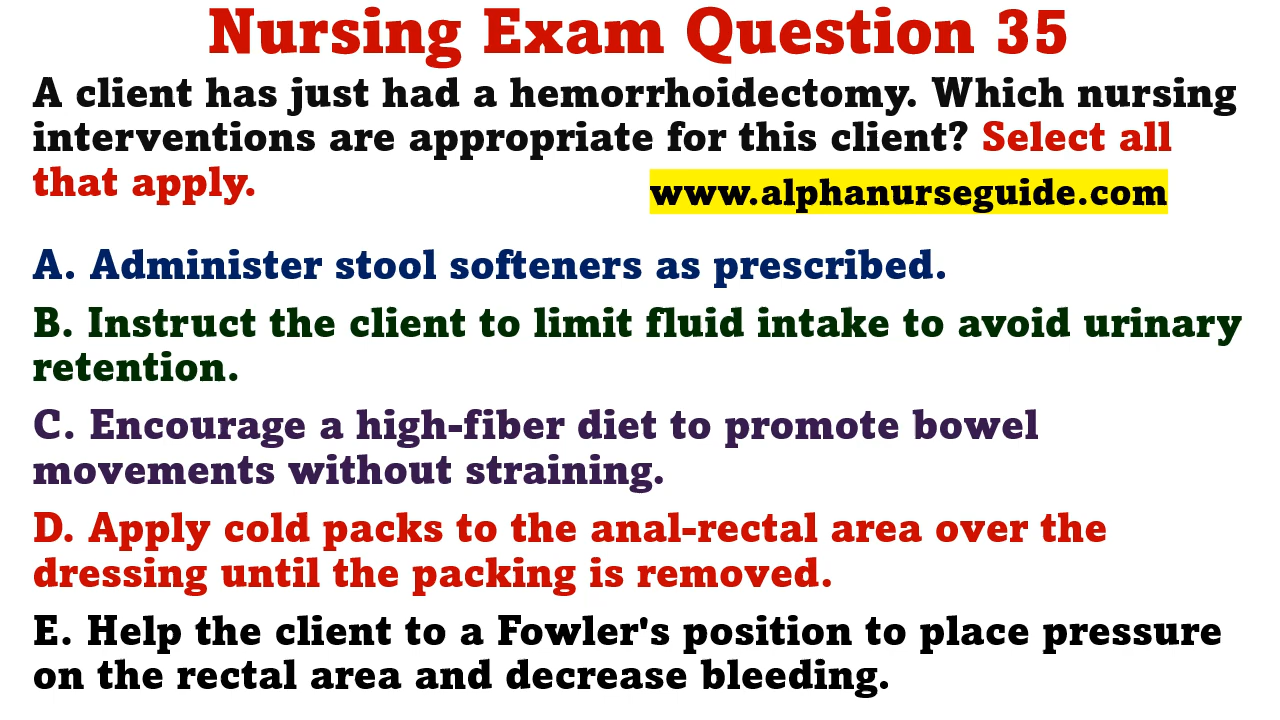 Nursing Exam Question 35
A client has just had a hemorrhoidectomy. Which nursing
interventions are appropriate for this client? Select all
that apply.
www.alphanurseguide.com
A. Administer stool softeners as prescribed.
B. Instruct the client to limit fluid intake to avoid urinary
retention.
C. Encourage a high-fiber diet to promote bowel
movements without straining.
D. Apply cold packs to the anal-rectal area over the
dressing until the packing is removed.
E. Help the client to a Fowler's position to place pressure
on the rectal area and decrease bleeding.